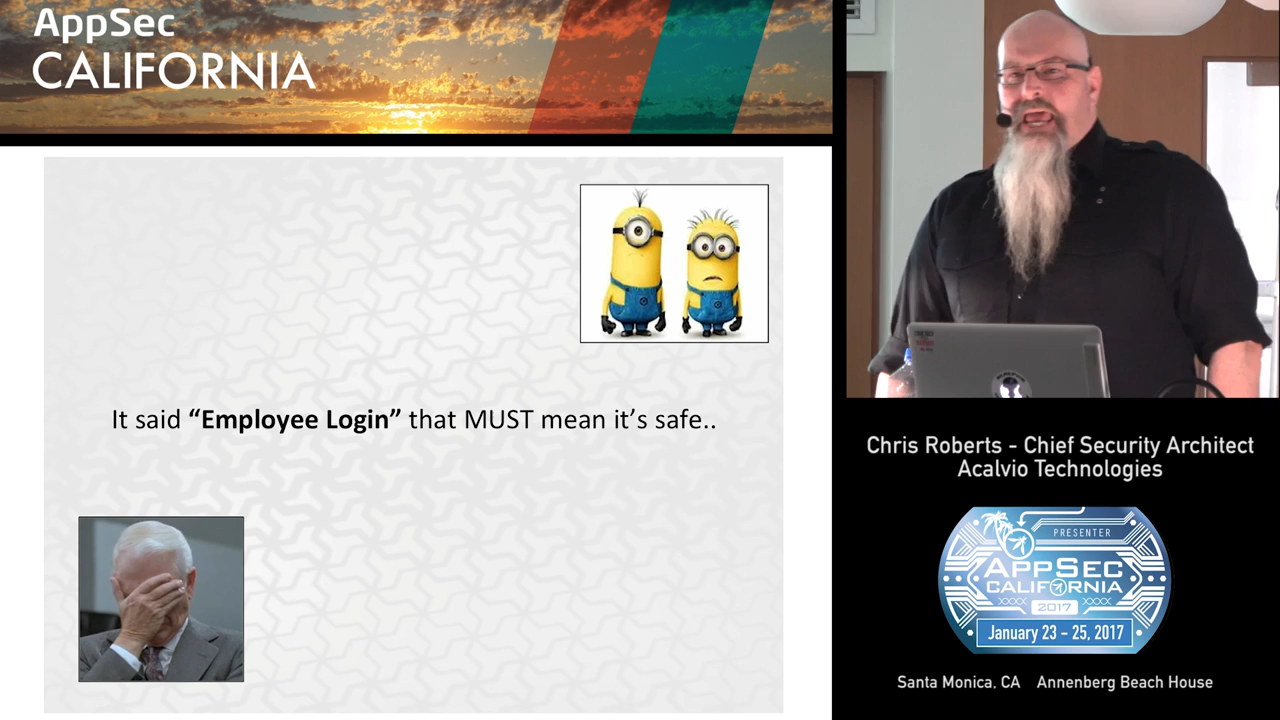 AppSec
CALIFORNIA
It said “Employee Login” that MUST mean it’s safe..
Chris Roberts - Chief Security Architect
Acalvio Technologies
PRESENTER
APPSEC
CALIFORNIA
2017
January 23 - 25, 2017
Santa Monica, CA Annenberg Beach House